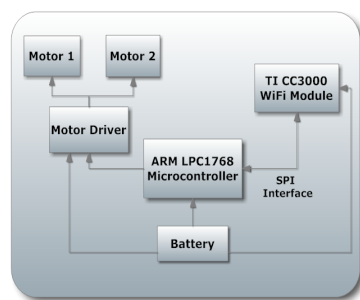 Motor 1
Motor 2
TI CC3000
WiFi Module
Motor Driver
ARM LPC1768
Microcontroller
SPI
Interface
Battery